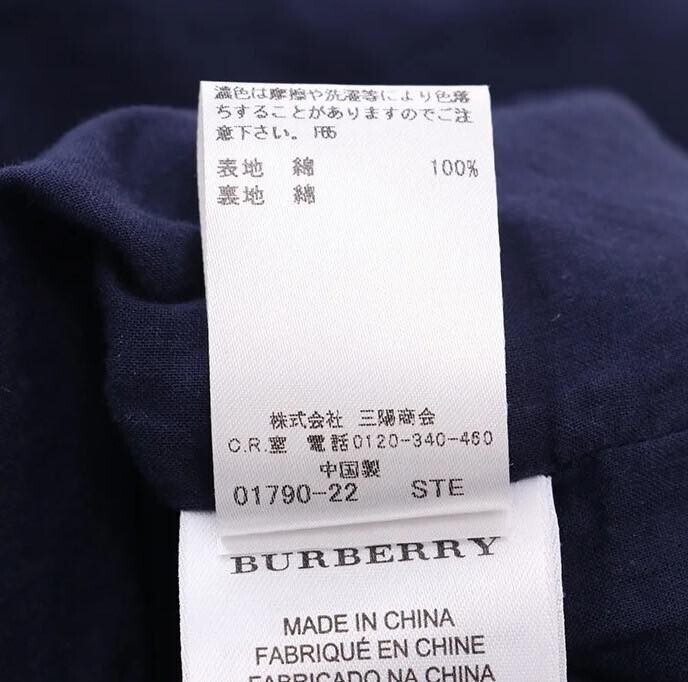 濃色は摩擦や洗濯等により色落
ちすることがありますのでご注
意下さい。F65
表地 綿 100%
裏地 綿
株式会社 三陽商会
C.R.室 電話0120-340-460
中国製
01790-22 STE
BURBERRY
MADE IN CHINA
FABRIQUÉ EN CHINE
FABRICADO NA CHINA